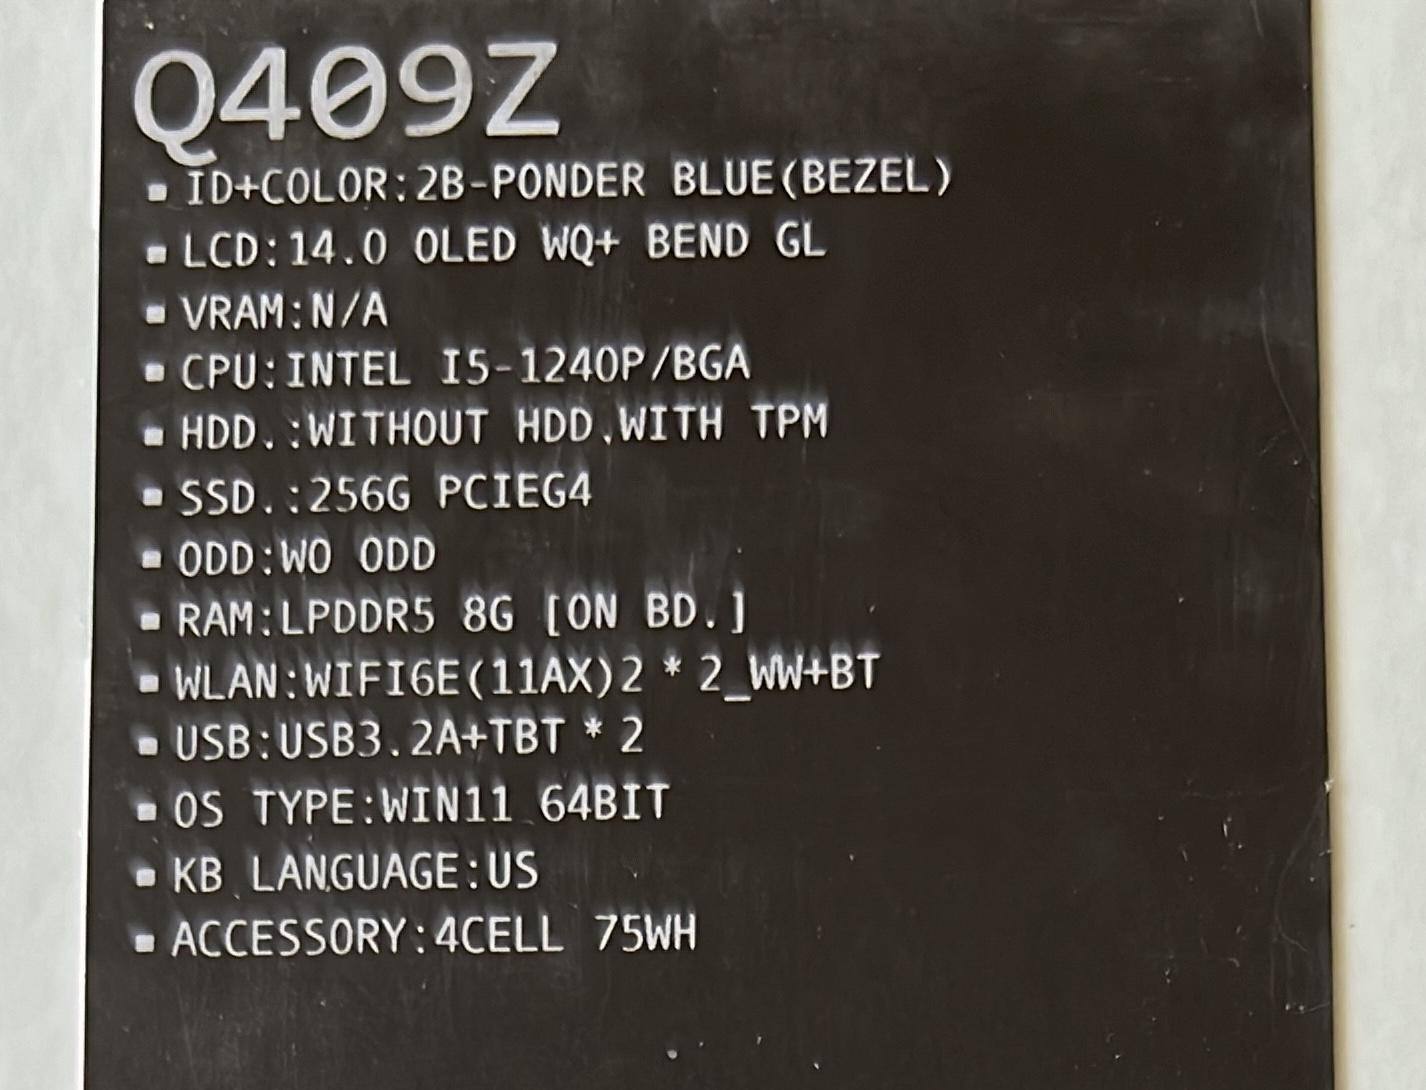 Q409Z
▪ ID+COLOR:2B-PONDER BLUE(BEZEL)
▪ LCD:14.0 OLED WQ+ BEND GL
▪ VRAM:N/A
▪ CPU:INTEL I5-1240P/BGA
▪ HDD.:WITHOUT HDD,WITH TPM
▪ SSD.:256G PCIEG4
▪ ODD:WO ODD
▪ RAM:LPDDR5 8G [ON BD.]
▪ WLAN:WIFI6E(11AX)2*2_WW+BT
▪ USB:USB3.2A+TBT*2
▪ OS TYPE:WIN11 64BIT
▪ KB LANGUAGE:US
▪ ACCESSORY:4CELL 75WH